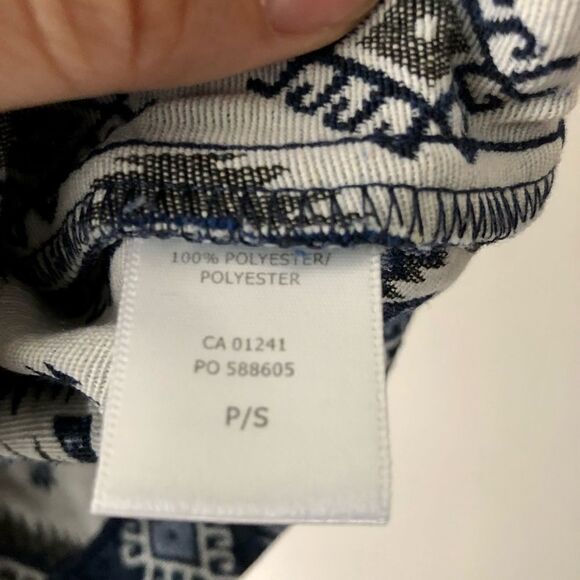 100% POLYESTER/
POLYESTER
CA 01241
PO 588605
P/S